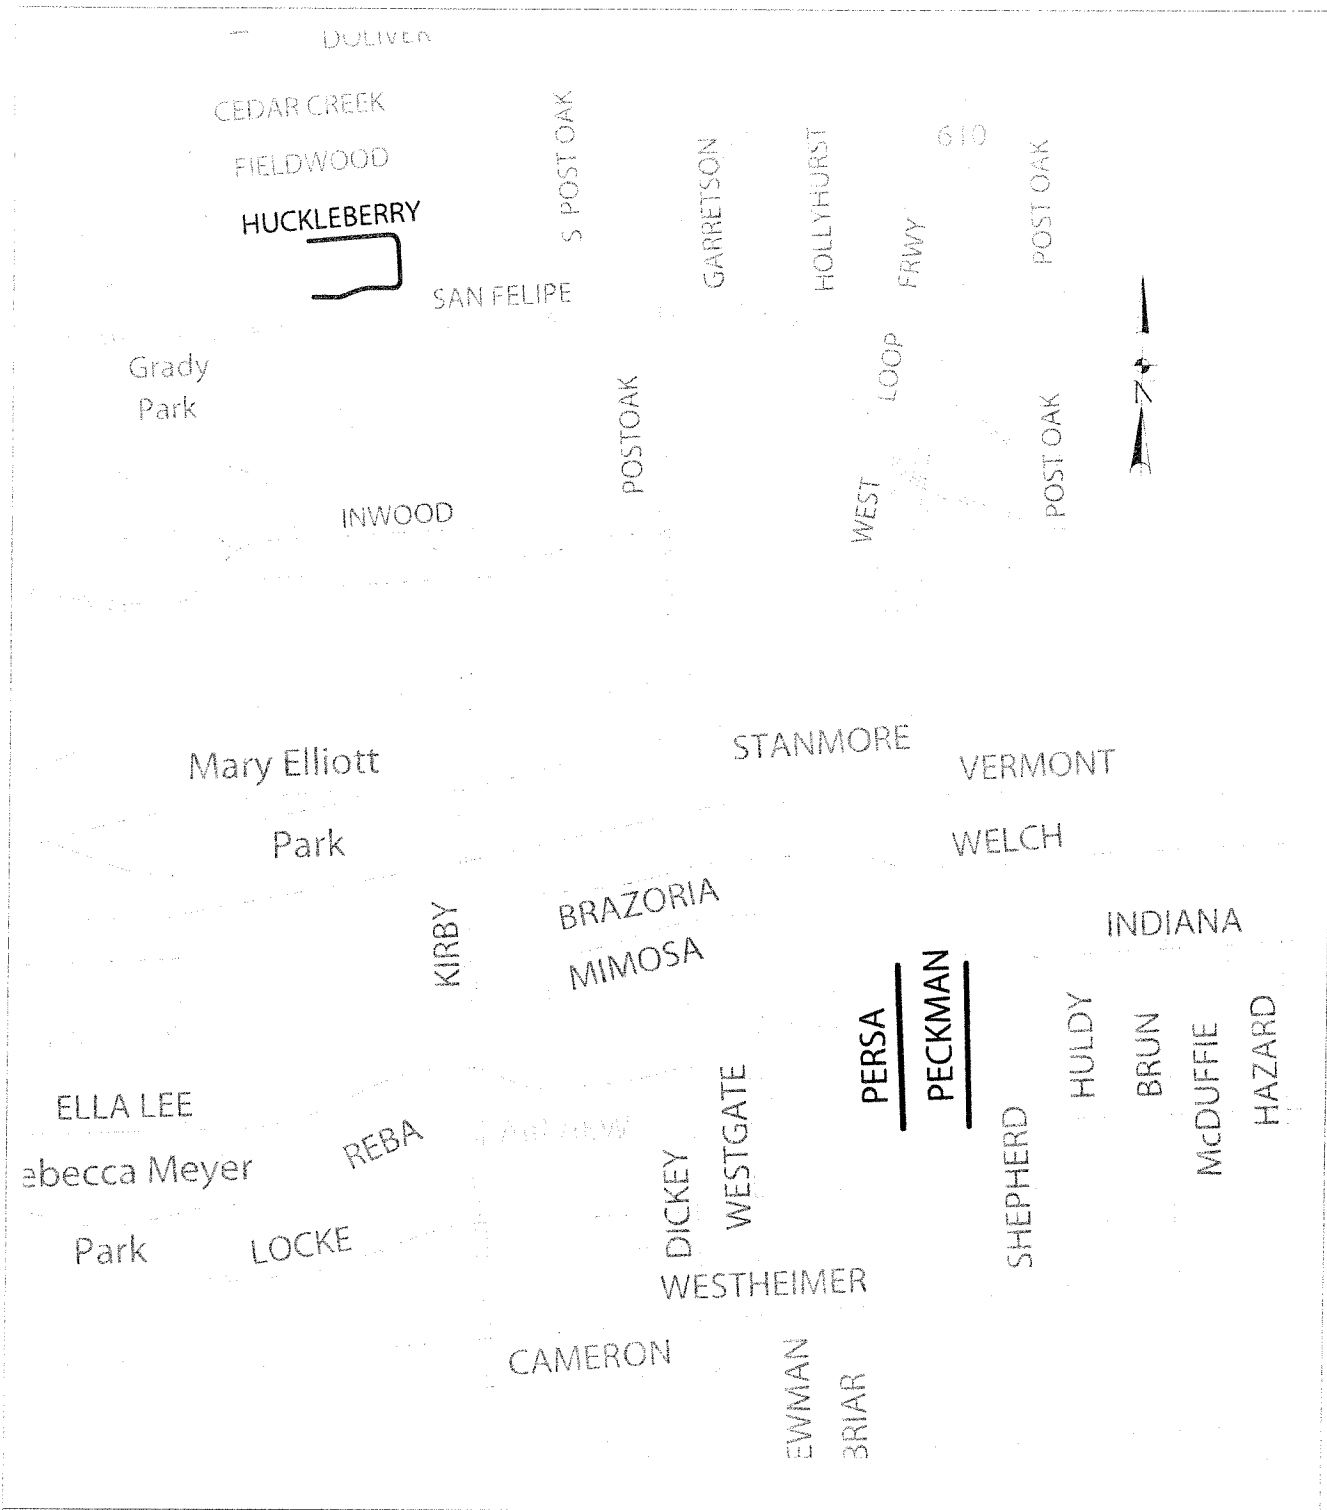 DOLIVER
CEDAR CREEK
FIELDWOOD
HUCKLEBERRY
S POST OAK
GARRETSON
HOLLYHURST
610
FRWY
POST OAK
SAN FELIPE
LOOP
Grady
Park
POSTOAK
POST OAK
N
WEST
INWOOD
STANMORE
VERMONT
Mary Elliott
Park
WELCH
BRAZORIA
INDIANA
KIRBY
MIMOSA
PERSA
PECKMAN
HULDY
BRUN
McDUFFIE
HAZARD
ELLA LEE
REBA
WESTGATE
ebecca Meyer
DICKEY
SHEPHERD
Park
LOCKE
WESTHEIMER
CAMERON
EWMAN
BRIAR